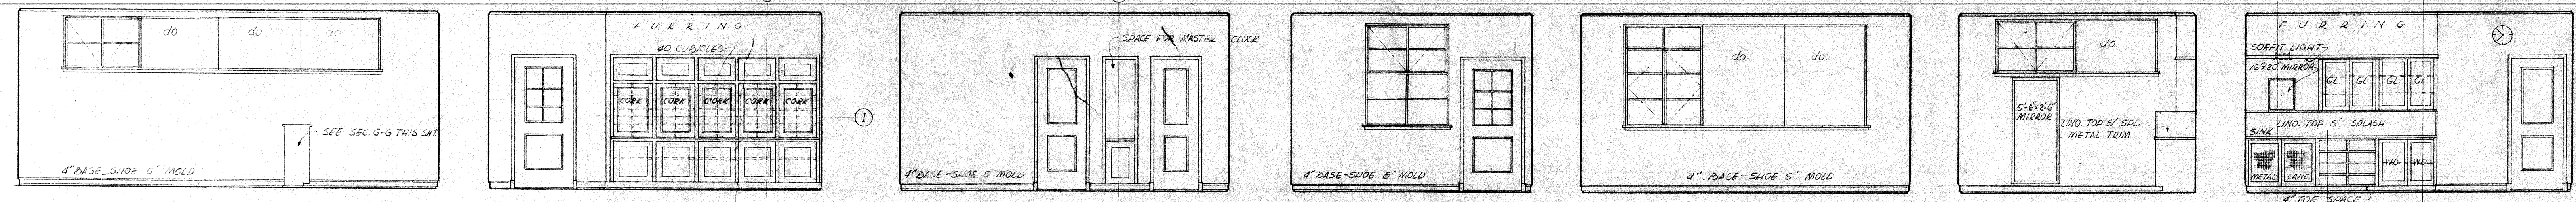 do.
do.
do
SEE SEC. G-G THIS SHT.
4" BASE-SHOE & MOLD
FURRING
40 CUBICLES
CORK
CORK
CORK
CORK
CORK
1
SPACE FOR MASTER CLOCK
4" BASE-SHOE & MOLD
4" BASE-SHOE & MOLD
do.
do.
4" BASE-SHOE & MOLD
do.
5'-6"x2'-6"
MIRROR
LINO. TOP & SPL.
METAL TRIM
FURRING
SOFFIT LIGHT
16"x20" MIRROR
GL.
GL.
GL.
GL.
LINO. TOP & SPLASH
SINK
METAL
CANE
WD.
WD.
4" TOE SPACE